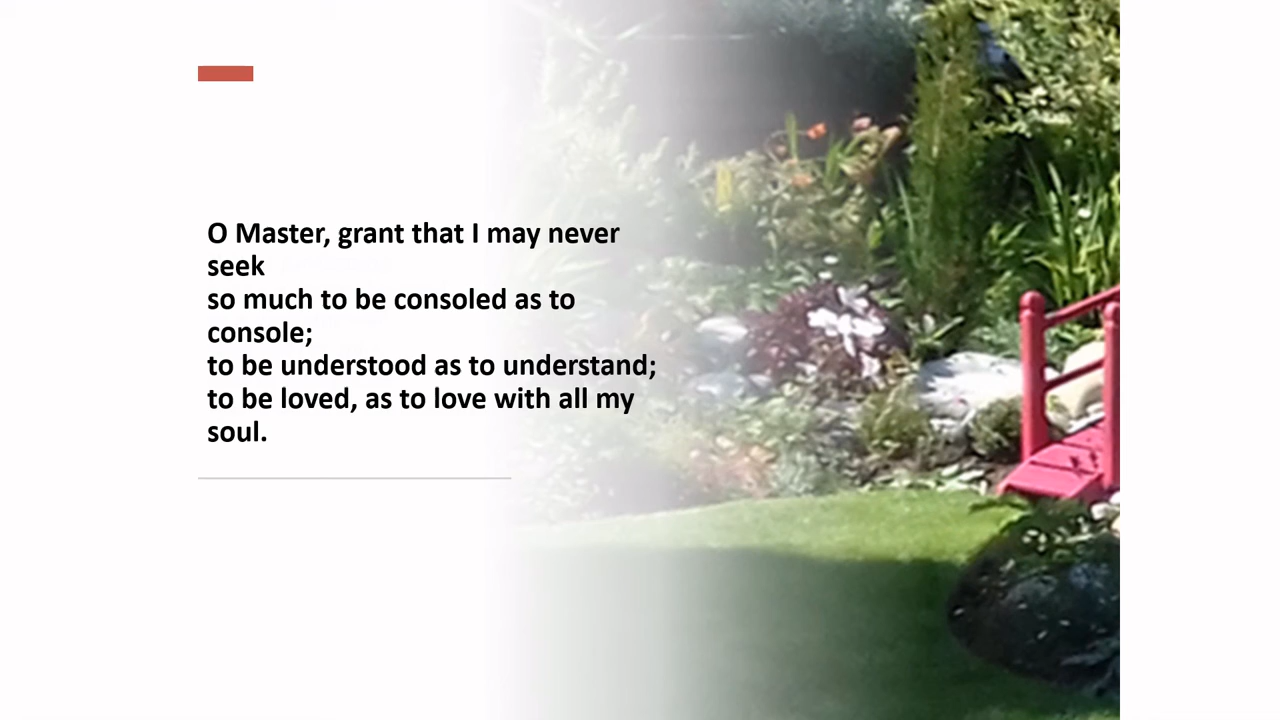 O Master, grant that I may never
seek
so much to be consoled as to
console;
to be understood as to understand;
to be loved, as to love with all my
soul.